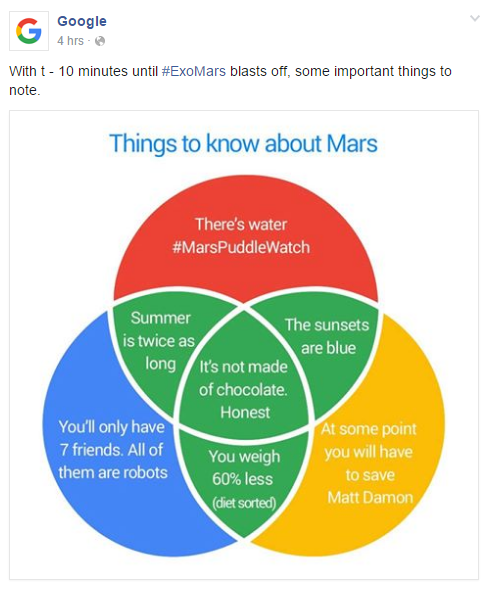 Google
4 hrs ·
With t - 10 minutes until #ExoMars blasts off, some important things to
note.
Things to know about Mars
There's water
#MarsPuddleWatch
Summer
is twice as
long
The sunsets
are blue
It's not made
of chocolate.
Honest
You'll only have
7 friends. All of
them are robots
You weigh
60% less
(diet sorted)
At some point
you will have
to save
Matt Damon